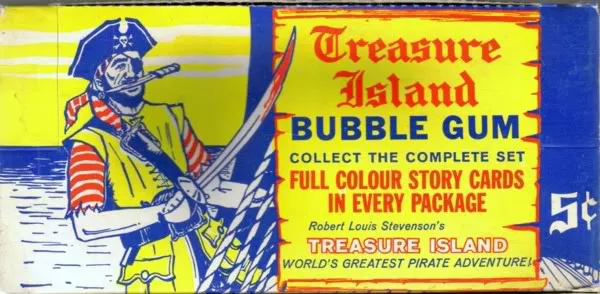 Treasure
Island
BUBBLE GUM
COLLECT THE COMPLETE SET
FULL COLOUR STORY CARDS
IN EVERY PACKAGE
Robert Louis Stevenson's
TREASURE ISLAND
WORLD'S GREATEST PIRATE ADVENTURE!
5¢